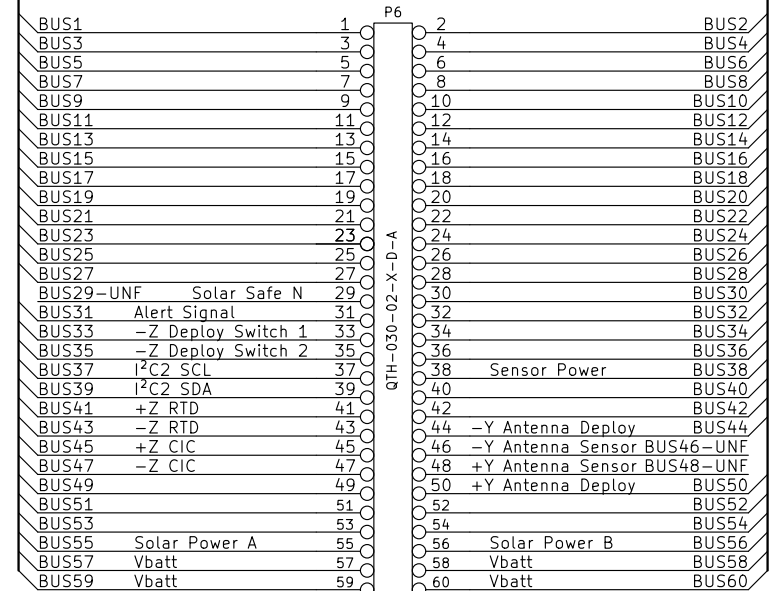 P6
BUS1 1 2 BUS2
BUS3 3 4 BUS4
BUS5 5 6 BUS6
BUS7 7 8 BUS8
BUS9 9 10 BUS10
BUS11 11 12 BUS12
BUS13 13 14 BUS14
BUS15 15 16 BUS16
BUS17 17 18 BUS18
BUS19 19 20 BUS20
BUS21 21 22 BUS22
BUS23 23 24 BUS24
BUS25 25 26 BUS26
BUS27 27 28 BUS28
BUS29-UNF Solar Safe N 29 30 BUS30
BUS31 Alert Signal 31 32 BUS32
BUS33 -Z Deploy Switch 1 33 34 BUS34
BUS35 -Z Deploy Switch 2 35 36 BUS36
BUS37 I²C2 SCL 37 38 Sensor Power BUS38
BUS39 I²C2 SDA 39 40 BUS40
BUS41 +Z RTD 41 42 BUS42
BUS43 -Z RTD 43 44 -Y Antenna Deploy BUS44
BUS45 +Z CIC 45 46 -Y Antenna Sensor BUS46-UNF
BUS47 -Z CIC 47 48 +Y Antenna Sensor BUS48-UNF
BUS49 49 50 +Y Antenna Deploy BUS50
BUS51 51 52 BUS52
BUS53 53 54 BUS54
BUS55 Solar Power A 55 56 Solar Power B BUS56
BUS57 Vbatt 57 58 Vbatt BUS58
BUS59 Vbatt 59 60 Vbatt BUS60
QTH-030-02-X-D-A